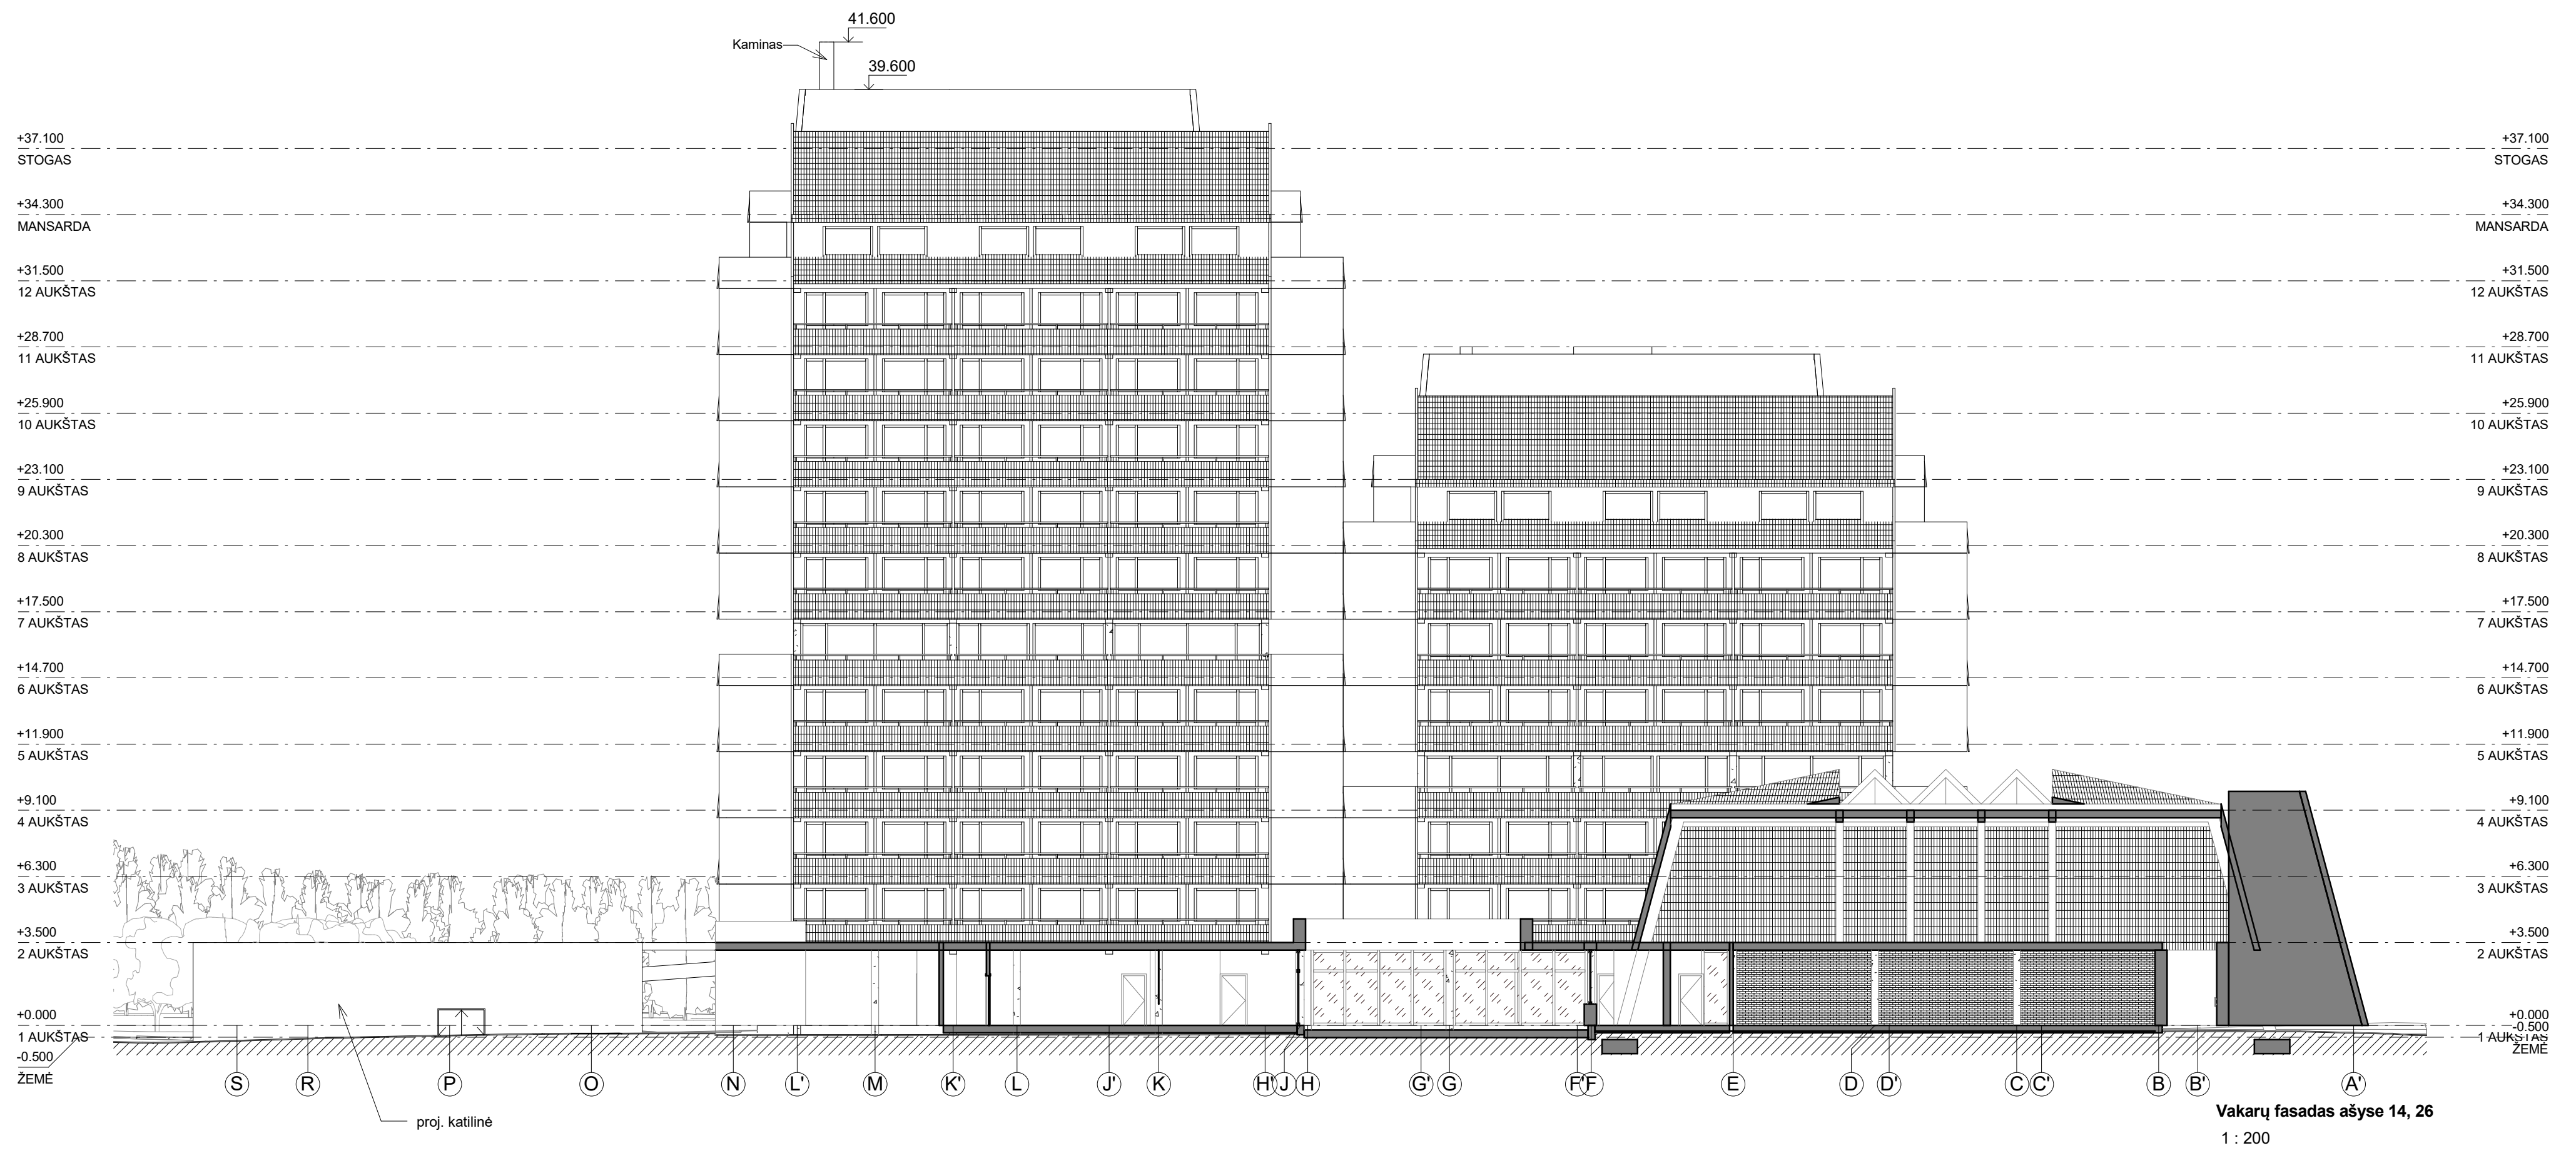 41.600
Kaminas
39.600
+37.100
STOGAS
+34.300
MANSARDA
+31.500
12 AUKŠTAS
+28.700
11 AUKŠTAS
+25.900
10 AUKŠTAS
+23.100
9 AUKŠTAS
+20.300
8 AUKŠTAS
+17.500
7 AUKŠTAS
+14.700
6 AUKŠTAS
+11.900
5 AUKŠTAS
+9.100
4 AUKŠTAS
+6.300
3 AUKŠTAS
+3.500
2 AUKŠTAS
+0.000
1 AUKŠTAS
-0.500
ŽEMĖ
+37.100
STOGAS
+34.300
MANSARDA
+31.500
12 AUKŠTAS
+28.700
11 AUKŠTAS
+25.900
10 AUKŠTAS
+23.100
9 AUKŠTAS
+20.300
8 AUKŠTAS
+17.500
7 AUKŠTAS
+14.700
6 AUKŠTAS
+11.900
5 AUKŠTAS
+9.100
4 AUKŠTAS
+6.300
3 AUKŠTAS
+3.500
2 AUKŠTAS
+0.000
-0.500
1 AUKŠTAS
ŽEMĖ
S R P O N L' M K' L J' K H' J H G' G F' F E D D' C C' B B' A'
proj. katilinė
Vakarų fasadas ašyse 14, 26
1 : 200